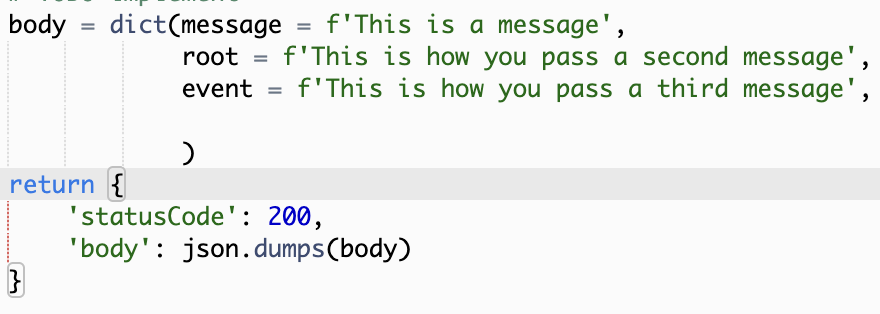 body = dict(message = f'This is a message',
            root = f'This is how you pass a second message',
            event = f'This is how you pass a third message',
            )
return {
    'statusCode': 200,
    'body': json.dumps(body)
}